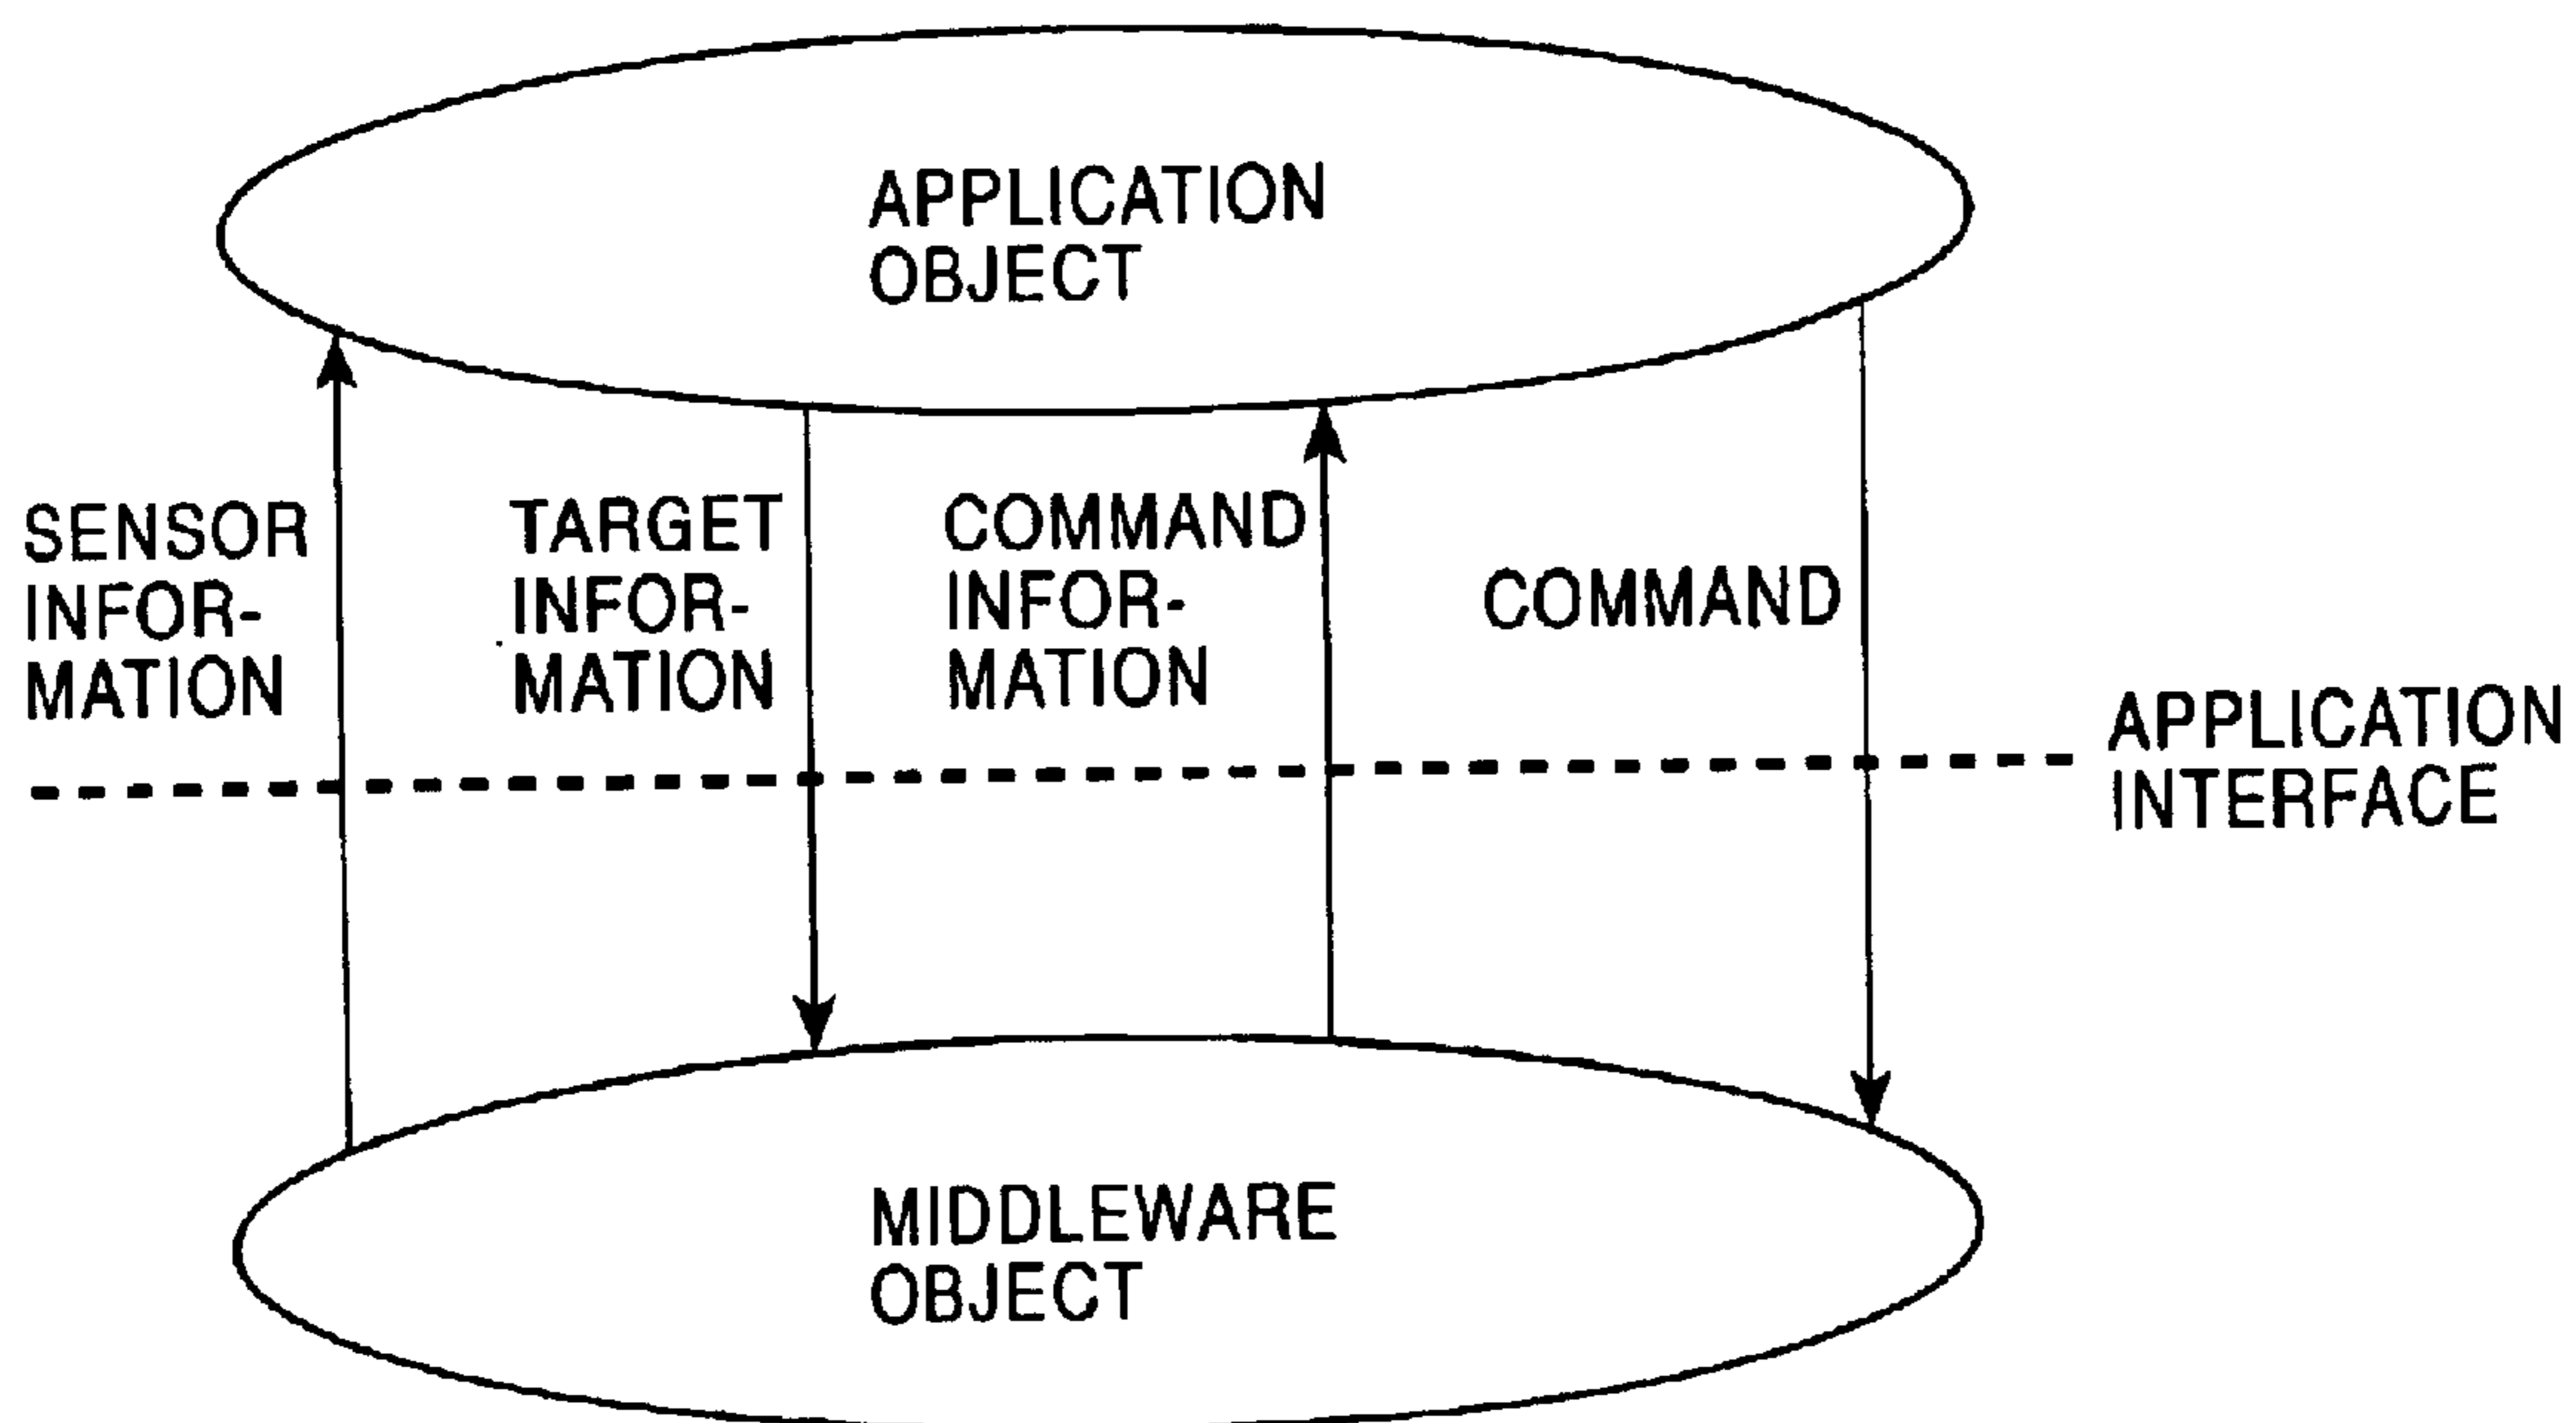 APPLICATION
OBJECT
SENSOR
INFOR-
MATION
TARGET
INFOR-
MATION
COMMAND
INFOR-
MATION
COMMAND
APPLICATION
INTERFACE
MIDDLEWARE
OBJECT